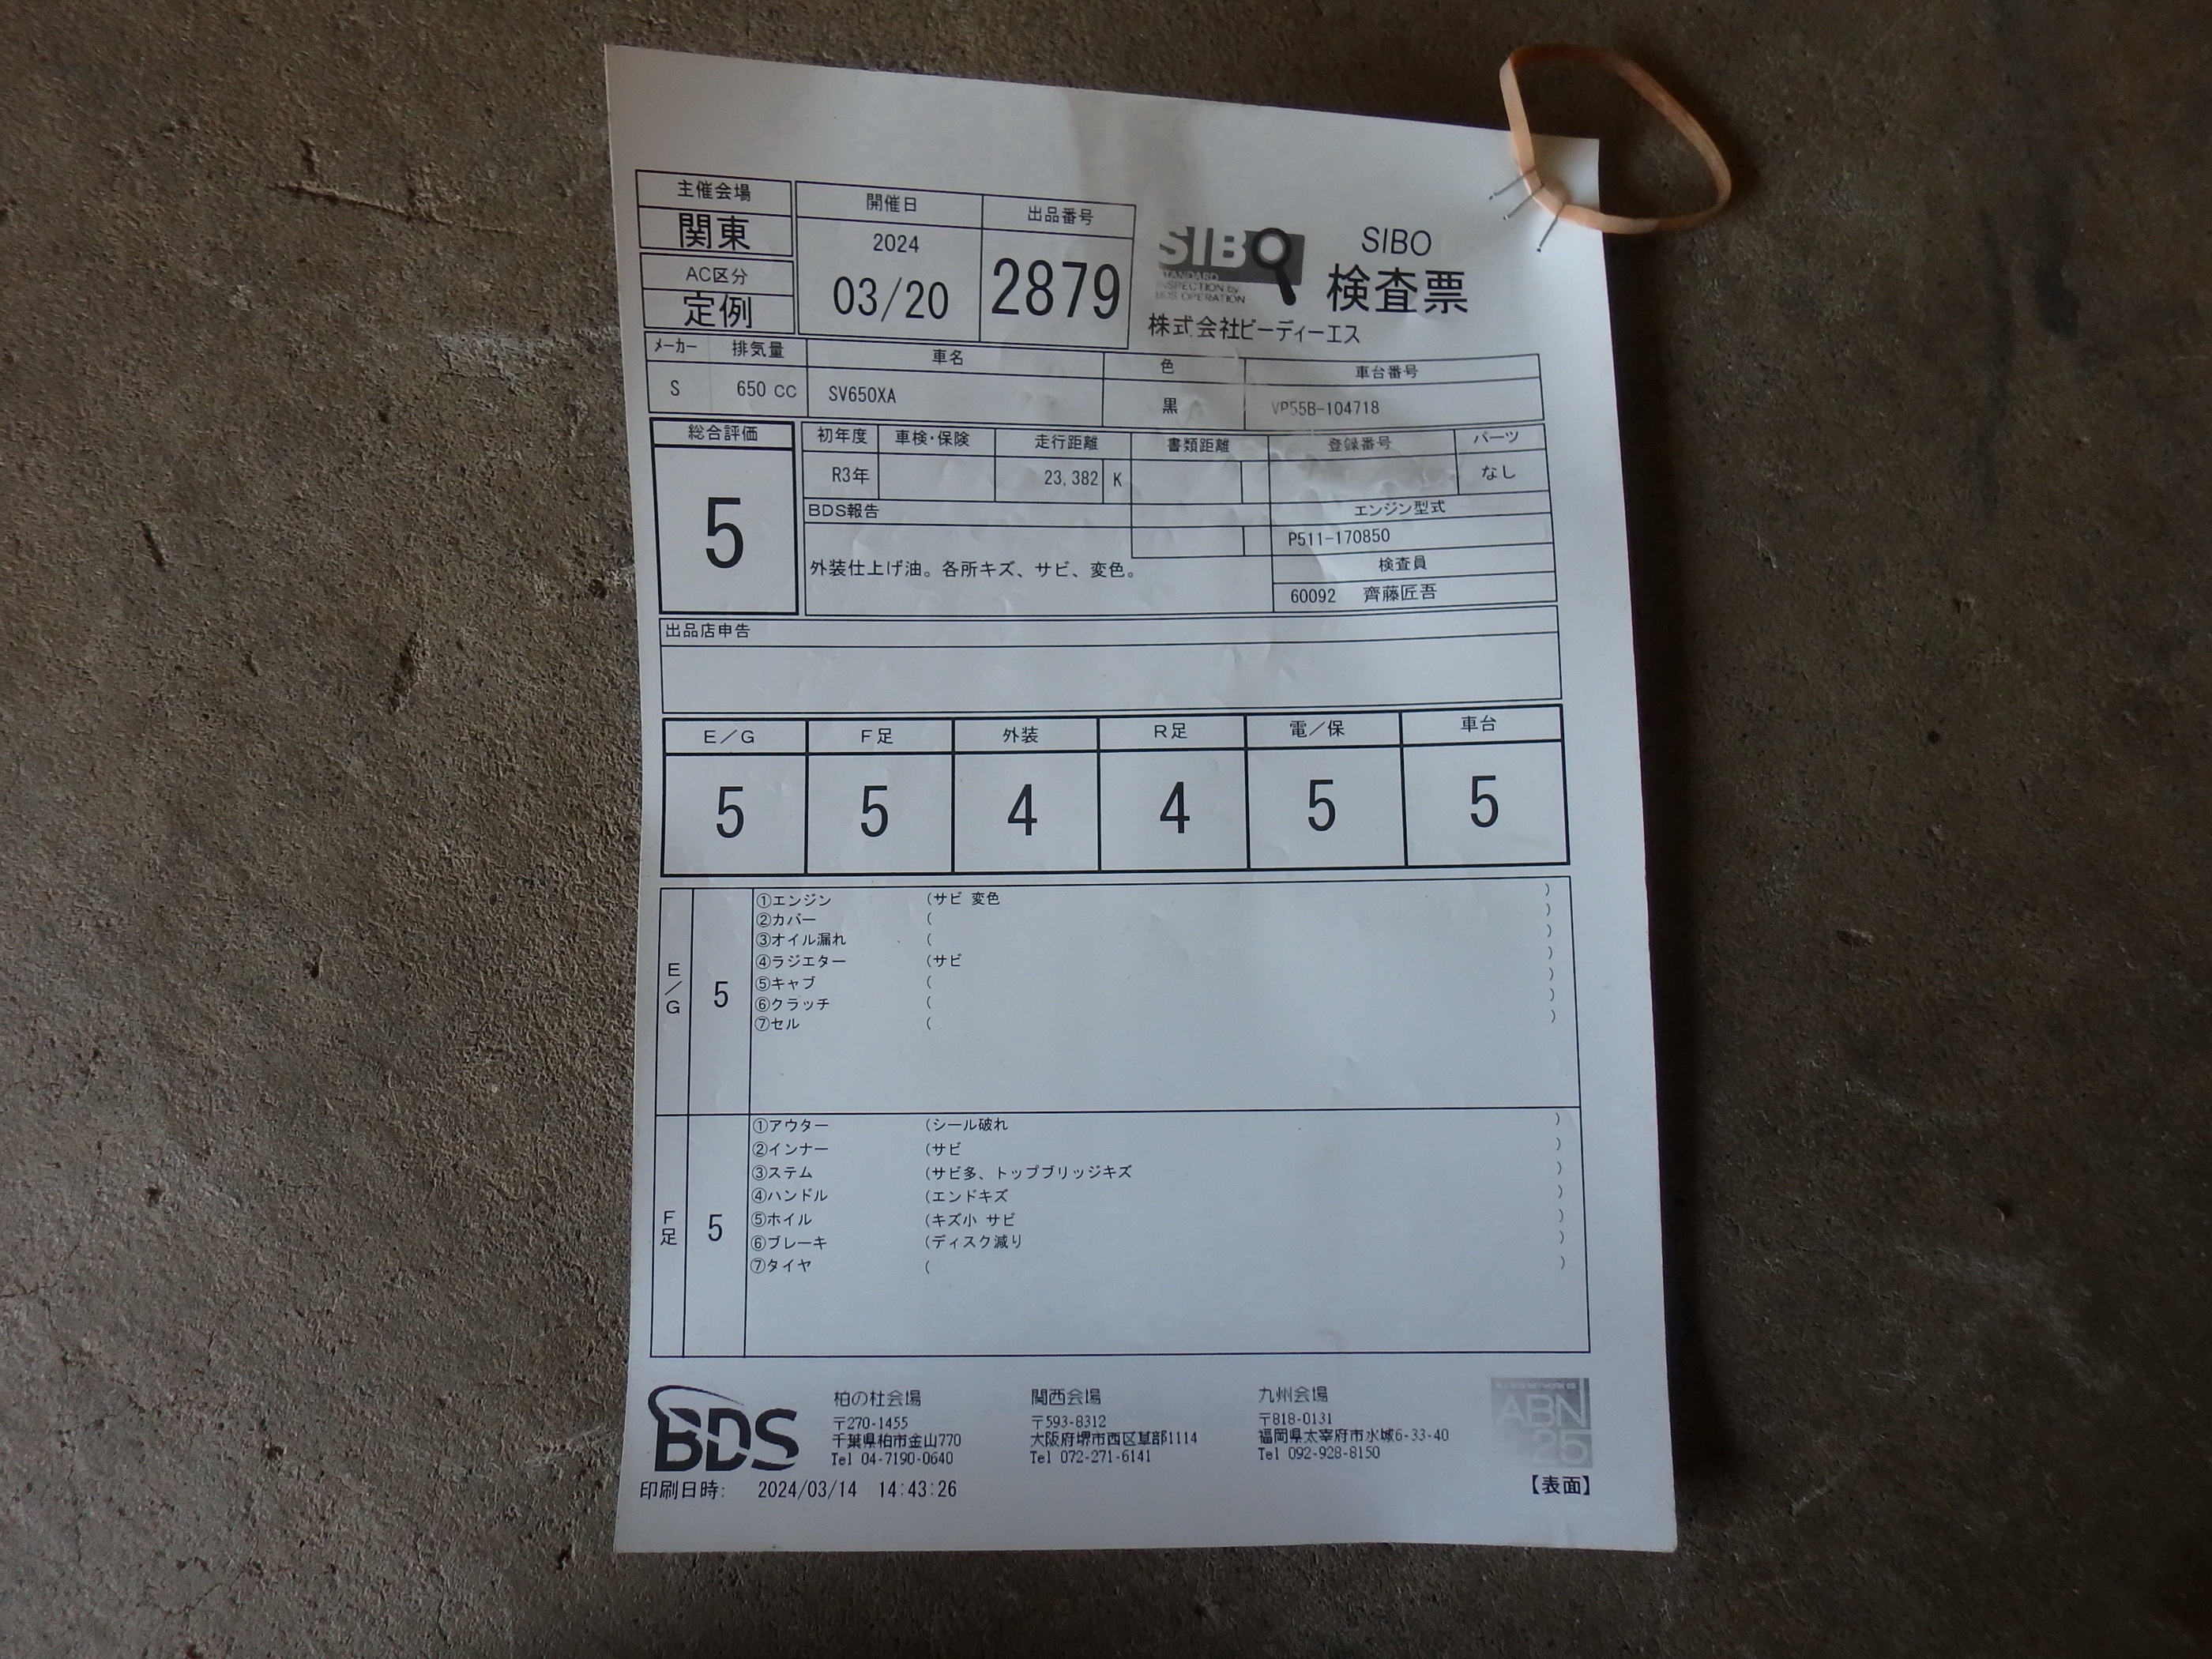 主催会場
関東
AC区分
定例
開催日
2024
03/20
出品番号
2879
SIBO
STANDARD
INSPECTION by
BDS OPERATION
SIBO
検査票
株式会社ビーディーエス
メーカー 排気量 車名 色 車台番号
S 650 cc SV650XA 黒 VP55B-104718
総合評価
5
初年度 車検・保険 走行距離 書類距離 登録番号 パーツ
R3年 23,382 K なし
BDS報告
外装仕上げ油。各所キズ、サビ、変色。
エンジン型式
P511-170850
検査員
60092 齊藤匠吾
出品店申告
E/G F足 外装 R足 電/保 車台
5 5 4 4 5 5
E/G
5
①エンジン (サビ 変色 )
②カバー ( )
③オイル漏れ ( )
④ラジエター (サビ )
⑤キャブ ( )
⑥クラッチ ( )
⑦セル ( )
F足
5
①アウター (シール破れ )
②インナー (サビ )
③ステム (サビ多、トップブリッジキズ )
④ハンドル (エンドキズ )
⑤ホイル (キズ小 サビ )
⑥ブレーキ (ディスク減り )
⑦タイヤ ( )
BDS
柏の杜会場
〒270-1455
千葉県柏市金山770
Tel 04-7190-0640
関西会場
〒593-8312
大阪府堺市西区草部1114
Tel 072-271-6141
九州会場
〒818-0131
福岡県太宰府市水城6-33-40
Tel 092-928-8150
ABN
25
印刷日時: 2024/03/14 14:43:26
【表面】